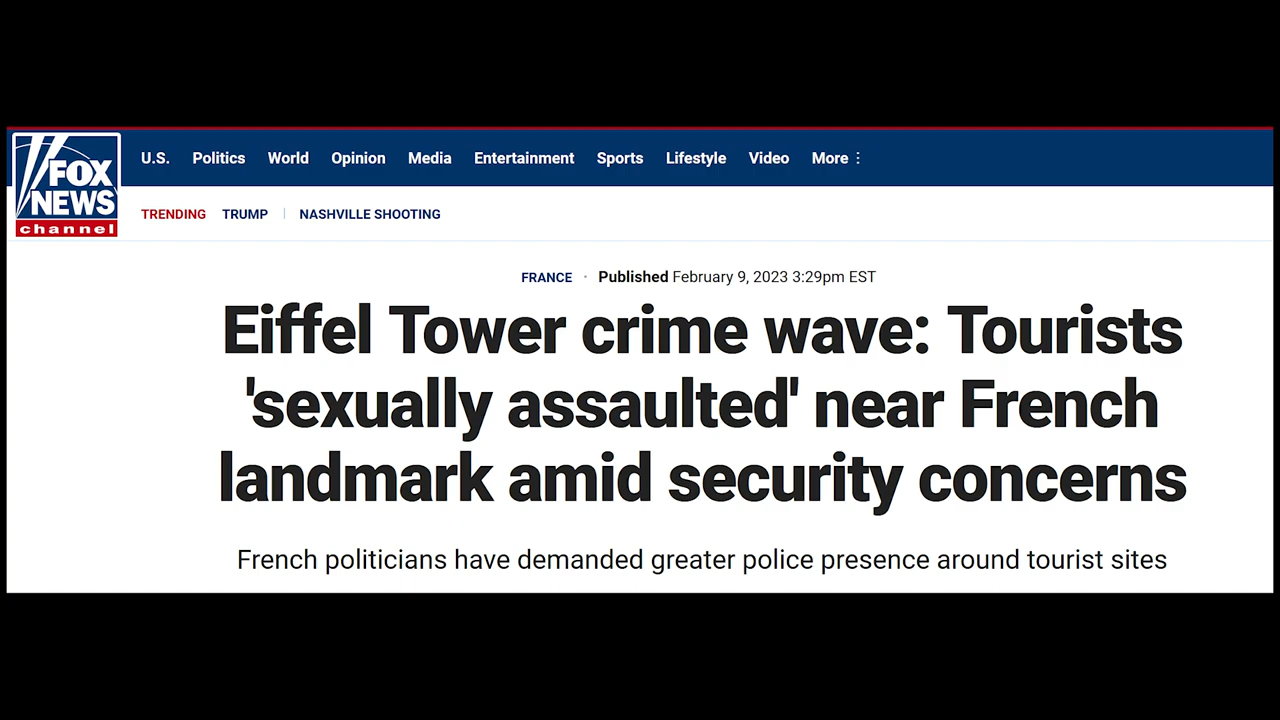 U.S. Politics World Opinion Media Entertainment Sports Lifestyle Video More
FOX
NEWS
channel
TRENDING TRUMP NASHVILLE SHOOTING
FRANCE · Published February 9, 2023 3:29pm EST
Eiffel Tower crime wave: Tourists
'sexually assaulted' near French
landmark amid security concerns
French politicians have demanded greater police presence around tourist sites